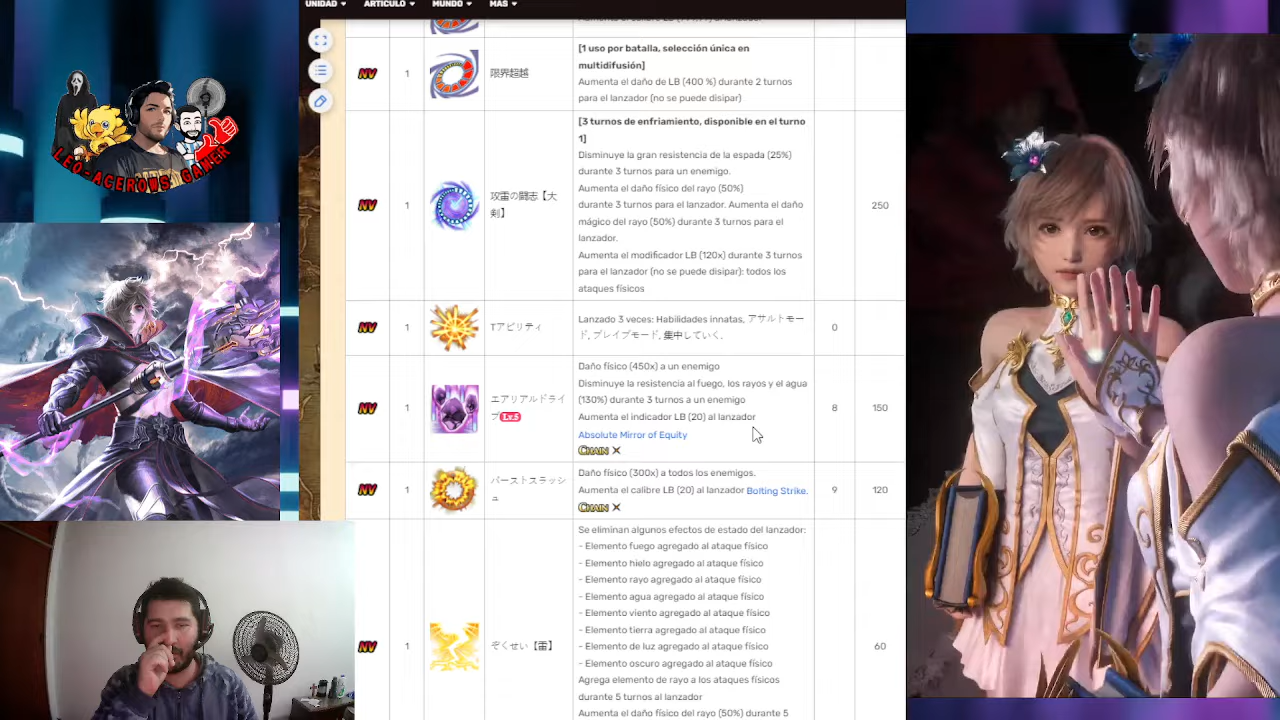 UNIDAD ▾ ARTÍCULO ▾ MUNDO ▾ MÁS ▾
NV 1 限界超越
[1 uso por batalla, selección única en
multidifusión]
Aumenta el daño de LB (400 %) durante 2 turnos
para el lanzador (no se puede disipar)
NV 1 攻雷の闘志【大
剣】
[3 turnos de enfriamiento, disponible en el turno
1]
Disminuye la gran resistencia de la espada (25%)
durante 3 turnos para un enemigo.
Aumenta el daño físico del rayo (50%)
durante 3 turnos para el lanzador. Aumenta el daño
mágico del rayo (50%) durante 3 turnos para el
lanzador.
Aumenta el modificador LB (120x) durante 3 turnos
para el lanzador (no se puede disipar): todos los
ataques físicos
250
NV 1 Tアビリティ
Lanzado 3 veces: Habilidades innatas, アサルトモー
ド, ブレイブモード, 集中していく.
0
NV 1 エアリアルドライ
ブ Lv.5
Daño físico (450x) a un enemigo
Disminuye la resistencia al fuego, los rayos y el agua
(130%) durante 3 turnos a un enemigo
Aumenta el indicador LB (20) al lanzador
Absolute Mirror of Equity
CHAIN ✕
8 150
NV 1 バーストスラッシ
ュ
Daño físico (300x) a todos los enemigos.
Aumenta el calibre LB (20) al lanzador Bolting Strike.
CHAIN ✕
9 120
NV 1 ぞくせい【雷】
Se eliminan algunos efectos de estado del lanzador:
- Elemento fuego agregado al ataque físico
- Elemento hielo agregado al ataque físico
- Elemento rayo agregado al ataque físico
- Elemento agua agregado al ataque físico
- Elemento viento agregado al ataque físico
- Elemento tierra agregado al ataque físico
- Elemento de luz agregado al ataque físico
- Elemento oscuro agregado al ataque físico
Agrega elemento de rayo a los ataques físicos
durante 5 turnos al lanzador
Aumenta el daño físico del rayo (50%) durante 5
60
LEO-ACEROWS GAMER